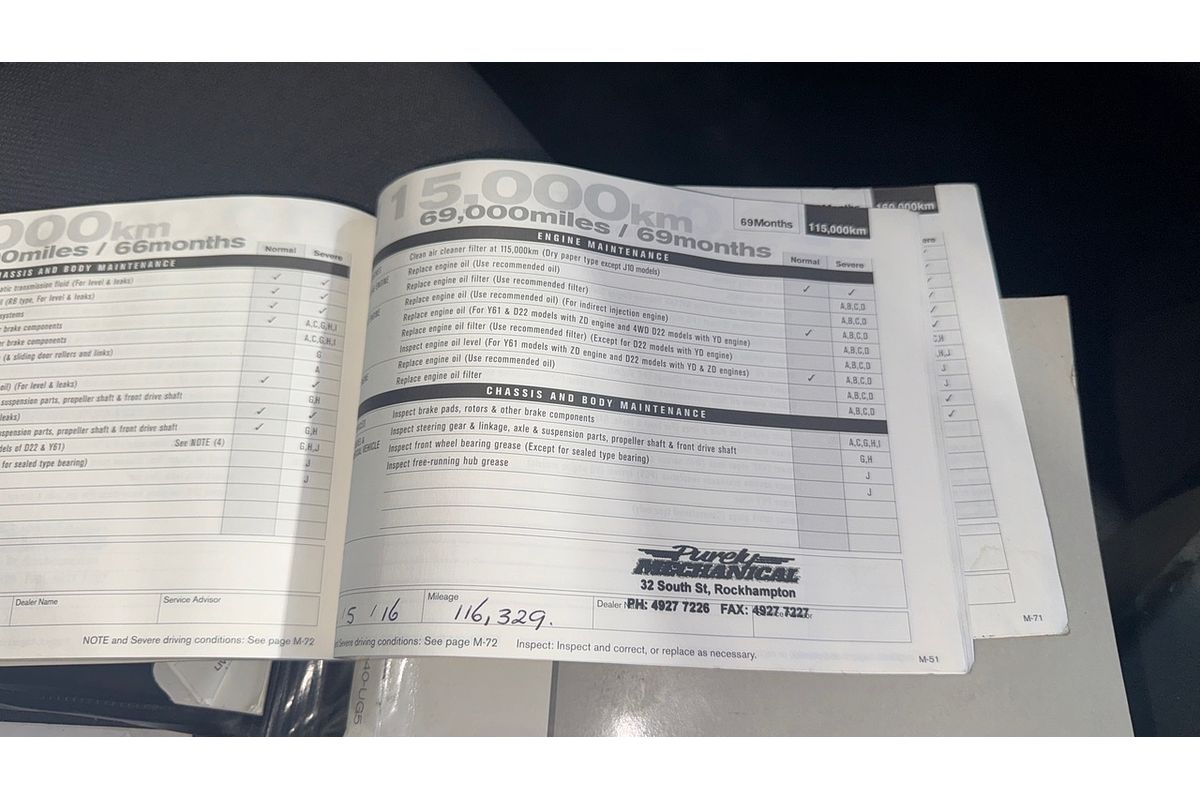 000km
00miles / 66months
Normal Severe
CHASSIS AND BODY MAINTENANCE
atic transmission fluid (For level & leaks) ✓ ✓
il (RB type, For level & leaks) ✓ ✓
systems ✓ ✓
r brake components ✓ A,C,G,H,I
er brake components A,C,G,H,I
(& sliding door rollers and links) G
A
oil) (For level & leaks) ✓ ✓
suspension parts, propeller shaft & front drive shaft G,H
leaks) ✓ ✓
spension parts, propeller shaft & front drive shaft ✓ G,H
dels of D22 & Y61) See NOTE (4) G,H,J
for sealed type bearing) J
J
Dealer Name
Service Advisor
NOTE and Severe driving conditions: See page M-72
115,000km
69,000miles / 69months
69Months
115,000km
ENGINE MAINTENANCE
Normal Severe
Clean air cleaner filter at 115,000km (Dry paper type except J10 models)
Replace engine oil (Use recommended oil) ✓ ✓
Replace engine oil filter (Use recommended filter) A,B,C,D
Replace engine oil (Use recommended oil) (For indirect injection engine) A,B,C,D
Replace engine oil (For Y61 & D22 models with ZD engine and 4WD D22 models with YD engine) ✓ A,B,C,D
Replace engine oil filter (Use recommended filter) (Except for D22 models with YD engine) A,B,C,D
Inspect engine oil level (For Y61 models with ZD engine and D22 models with YD & ZD engines) A,B,C,D
Replace engine oil (Use recommended oil) ✓ A,B,C,D
Replace engine oil filter A,B,C,D
CHASSIS AND BODY MAINTENANCE
Inspect brake pads, rotors & other brake components A,C,G,H,I
Inspect steering gear & linkage, axle & suspension parts, propeller shaft & front drive shaft G,H
Inspect front wheel bearing grease (Except for sealed type bearing) J
Inspect free-running hub grease J
VEHICLE
Purely
MECHANICAL
32 South St, Rockhampton
PH: 4927 7226 FAX: 4927 7227
5 / 16
Mileage
116,329.
Dealer
Severe driving conditions: See page M-72
Inspect: Inspect and correct, or replace as necessary.
M-51
160,000km
M-71
40-UG5